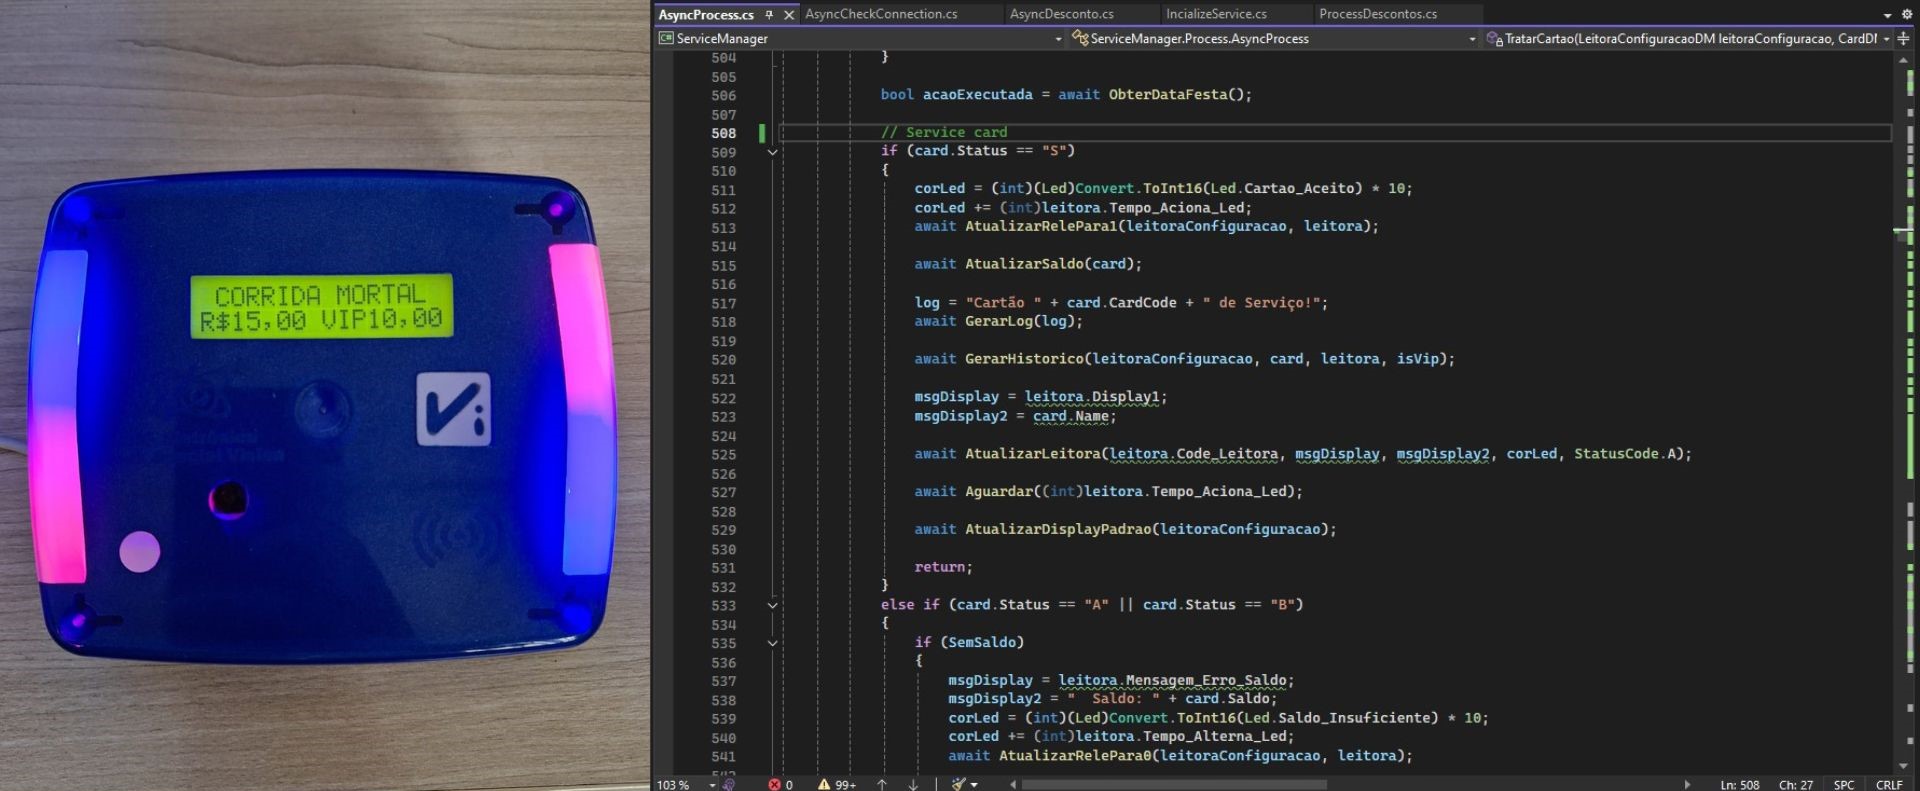 CORRIDA MORTAL
R$15,00 VIP10,00
AsyncProcess.cs
AsyncCheckConnection.cs
AsyncDesconto.cs
IncializeService.cs
ProcessDescontos.cs
ServiceManager
ServiceManager.Process.AsyncProcess
TratarCartao(LeitoraConfiguracaoDM leitoraConfiguracao, CardDI
504 }
505
506 bool acaoExecutada = await ObterDataFesta();
507
508 // Service card
509 if (card.Status == "S")
510 {
511 corLed = (int)(Led)Convert.ToInt16(Led.Cartao_Aceito) * 10;
512 corLed += (int)leitora.Tempo_Aciona_Led;
513 await AtualizarRelePara1(leitoraConfiguracao, leitora);
514
515 await AtualizarSaldo(card);
516
517 log = "Cartão " + card.CardCode + " de Serviço!";
518 await GerarLog(log);
519
520 await GerarHistorico(leitoraConfiguracao, card, leitora, isVip);
521
522 msgDisplay = leitora.Display1;
523 msgDisplay2 = card.Name;
524
525 await AtualizarLeitora(leitora.Code_Leitora, msgDisplay, msgDisplay2, corLed, StatusCode.A);
526
527 await Aguardar((int)leitora.Tempo_Aciona_Led);
528
529 await AtualizarDisplayPadrao(leitoraConfiguracao);
530
531 return;
532 }
533 else if (card.Status == "A" || card.Status == "B")
534 {
535 if (SemSaldo)
536 {
537 msgDisplay = leitora.Mensagem_Erro_Saldo;
538 msgDisplay2 = "  Saldo: " + card.Saldo;
539 corLed = (int)(Led)Convert.ToInt16(Led.Saldo_Insuficiente) * 10;
540 corLed += (int)leitora.Tempo_Alterna_Led;
541 await AtualizarRelePara0(leitoraConfiguracao, leitora);
103 % 0 99+ Ln: 508 Ch: 27 SPC CRLF